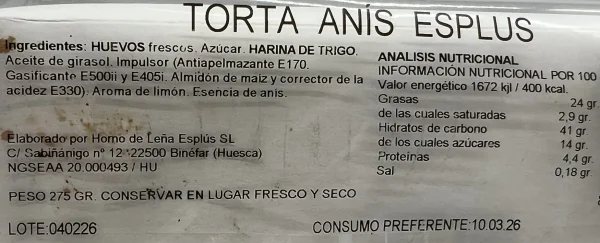 TORTA ANÍS ESPLUS
Ingredientes: HUEVOS frescos. Azúcar. HARINA DE TRIGO.
Aceite de girasol. Impulsor (Antiapelmazante E170.
Gasificante E500ii y E405i. Almidón de maíz y corrector de la
acidez E330). Aroma de limón. Esencia de anis.
ANALISIS NUTRICIONAL
INFORMACIÓN NUTRICIONAL POR 100
Valor energético 1672 kjl / 400 kcal.
Grasas 24 gr.
de las cuales saturadas 2,9 gr.
Hidratos de carbono 41 gr.
de los cuales azúcares 14 gr.
Proteínas 4,4 gr.
Sal 0,18 gr.
Elaborado por Horno de Leña Esplús SL
C/ Sabiñánigo nº 12 22500 Binéfar (Huesca)
NGSEAA 20.000493 / HU
PESO 275 GR. CONSERVAR EN LUGAR FRESCO Y SECO
LOTE:040226
CONSUMO PREFERENTE:10.03.26